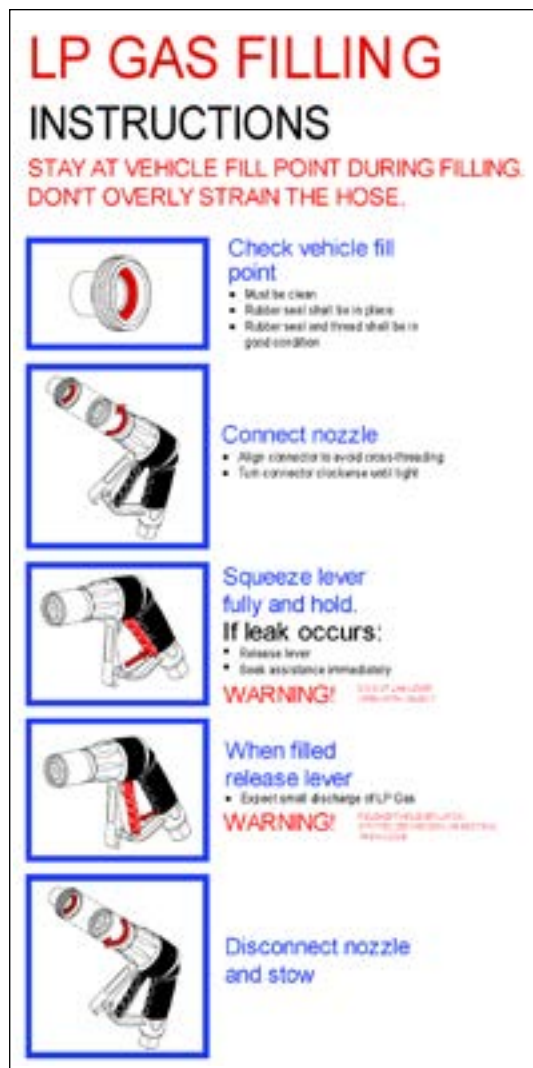 LP GAS FILLING
INSTRUCTIONS
STAY AT VEHICLE FILL POINT DURING FILLING.
DON'T OVERLY STRAIN THE HOSE.
Check vehicle fill
point
• Must be clean
• Rubber seal shall be in place
• Rubber seal and thread shall be in
good condition
Connect nozzle
• Align connector to avoid cross-threading
• Turn connector clockwise until tight
Squeeze lever
fully and hold.
If leak occurs:
• Release lever
• Seek assistance immediately
WARNING!
When filled
release lever
• Expect small discharge of LP Gas
WARNING!
Disconnect nozzle
and stow